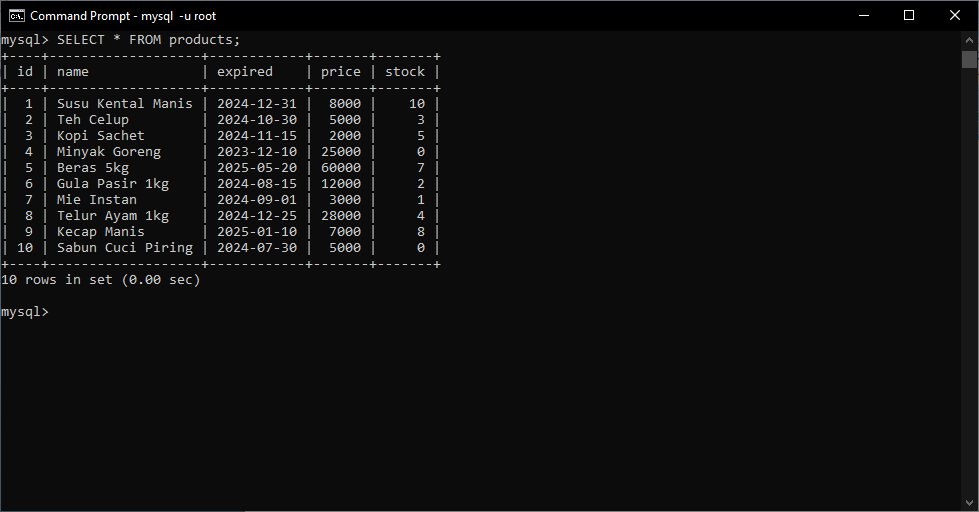 Command Prompt - mysql  -u root
mysql> SELECT * FROM products;
+----+-------------------+------------+-------+-------+
| id | name              | expired    | price | stock |
+----+-------------------+------------+-------+-------+
|  1 | Susu Kental Manis | 2024-12-31 |  8000 |    10 |
|  2 | Teh Celup         | 2024-10-30 |  5000 |     3 |
|  3 | Kopi Sachet       | 2024-11-15 |  2000 |     5 |
|  4 | Minyak Goreng     | 2023-12-10 | 25000 |     0 |
|  5 | Beras 5kg         | 2025-05-20 | 60000 |     7 |
|  6 | Gula Pasir 1kg    | 2024-08-15 | 12000 |     2 |
|  7 | Mie Instan        | 2024-09-01 |  3000 |     1 |
|  8 | Telur Ayam 1kg    | 2024-12-25 | 28000 |     4 |
|  9 | Kecap Manis       | 2025-01-10 |  7000 |     8 |
| 10 | Sabun Cuci Piring | 2024-07-30 |  5000 |     0 |
+----+-------------------+------------+-------+-------+
10 rows in set (0.00 sec)
mysql>